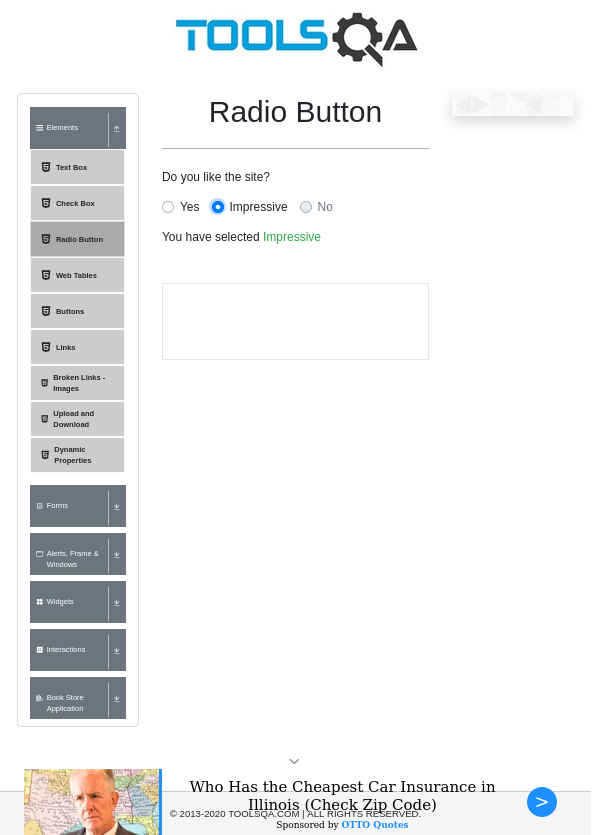 TOOLSQA
Elements
Text Box
Check Box
Radio Button
Web Tables
Buttons
Links
Broken Links -
Images
Upload and
Download
Dynamic
Properties
Forms
Alerts, Frame &
Windows
Widgets
Interactions
Book Store
Application
Radio Button
Do you like the site?
Yes Impressive No
You have selected Impressive
Who Has the Cheapest Car Insurance in
Illinois (Check Zip Code)
© 2013-2020 TOOLSQA.COM | ALL RIGHTS RESERVED.
Sponsored by OTTO Quotes